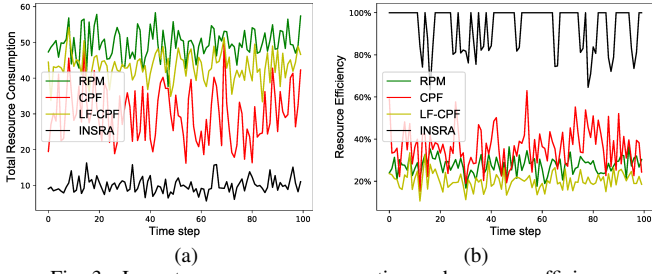 60
50
40
30
20
10
0
20
40
60
80
100
Total Resource Consumption
Time step
RPM
CPF
LF-CPF
INSRA
(a)
100%
80%
60%
40%
20%
0
20
40
60
80
100
Resource Efficiency
Time step
RPM
CPF
LF-CPF
INSRA
(b)